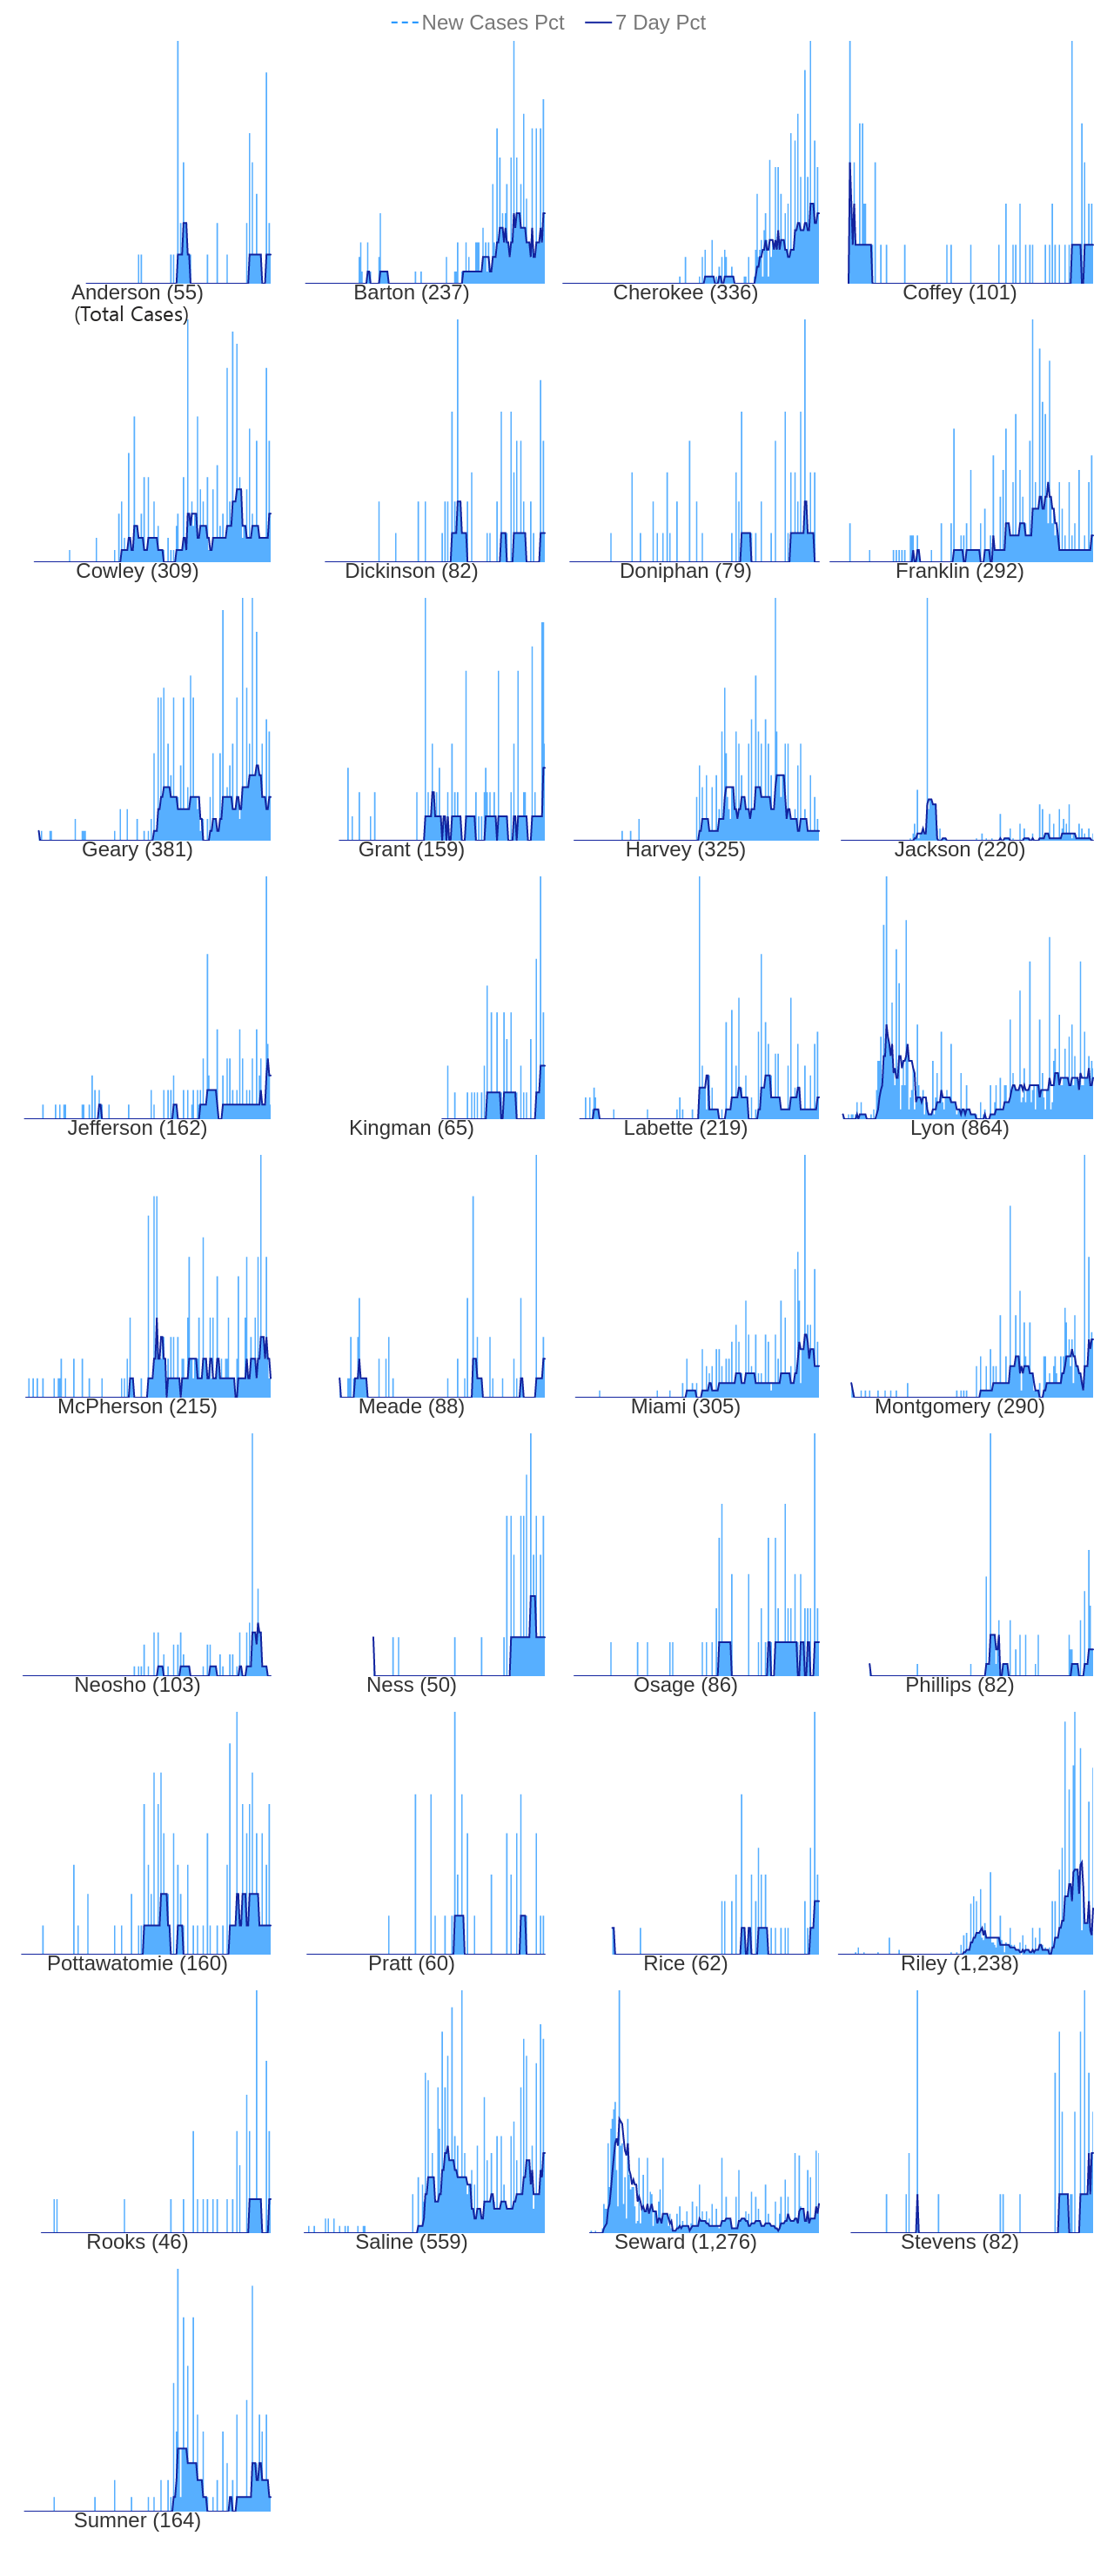 New Cases Pct 7 Day Pct
Anderson (55) Barton (237) Cherokee (336) Coffey (101)
(Total Cases)
Cowley (309) Dickinson (82) Doniphan (79) Franklin (292)
Geary (381) Grant (159) Harvey (325) Jackson (220)
Jefferson (162) Kingman (65) Labette (219) Lyon (864)
McPherson (215) Meade (88) Miami (305) Montgomery (290)
Neosho (103) Ness (50) Osage (86) Phillips (82)
Pottawatomie (160) Pratt (60) Rice (62) Riley (1,238)
Rooks (46) Saline (559) Seward (1,276) Stevens (82)
Sumner (164)